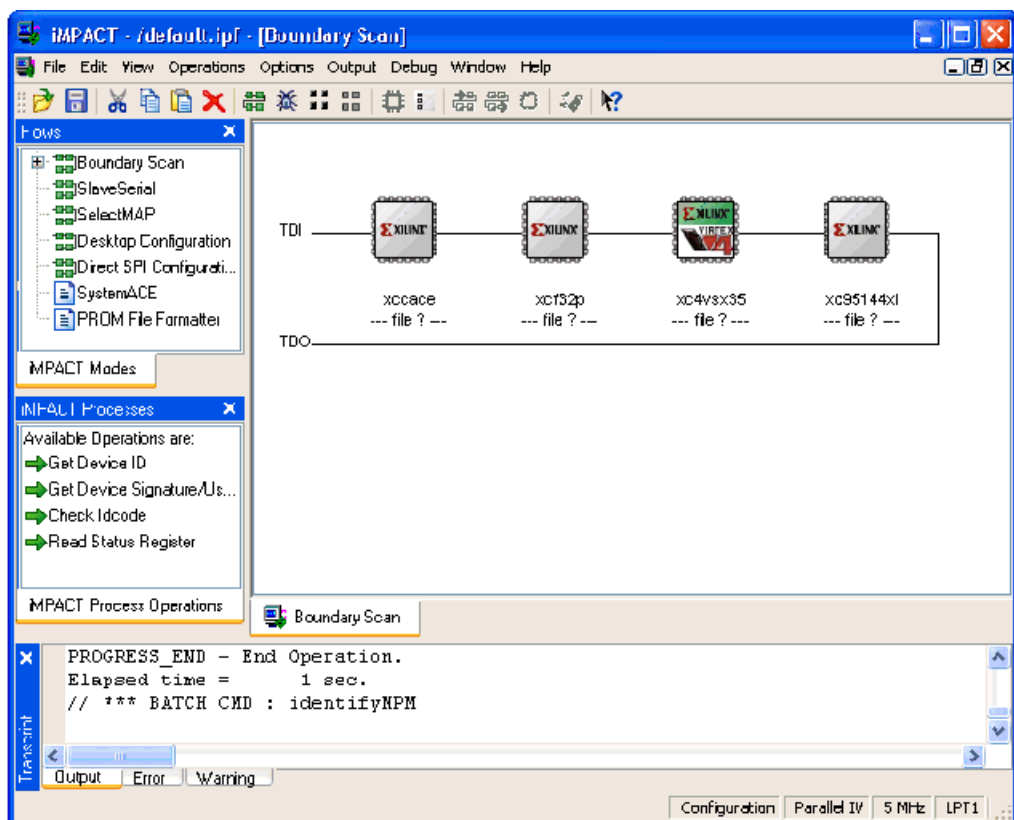 iMPACT - /default.ipf - [Boundary Scan]
File Edit View Operations Options Output Debug Window Help
Flows
Boundary Scan
SlaveSerial
SelectMAP
Desktop Configuration
Direct SPI Configurati...
SystemACE
PROM File Formatter
iMPACT Modes
iMPACT Processes
Available Operations are:
Get Device ID
Get Device Signature/Us...
Check Idcode
Read Status Register
iMPACT Process Operations
TDI
XILINX
XILINX
XILINX
VIRTEX
4
XILINX
xccace
xcf32p
xc4vsx35
xc95144xl
--- file ? ---
--- file ? ---
--- file ? ---
--- file ? ---
TDO
Boundary Scan
PROGRESS_END - End Operation.
Elapsed time = 1 sec.
// *** BATCH CMD : identifyMPM
Transcript
Output Error Warning
Configuration Parallel IV 5 MHz LPT1